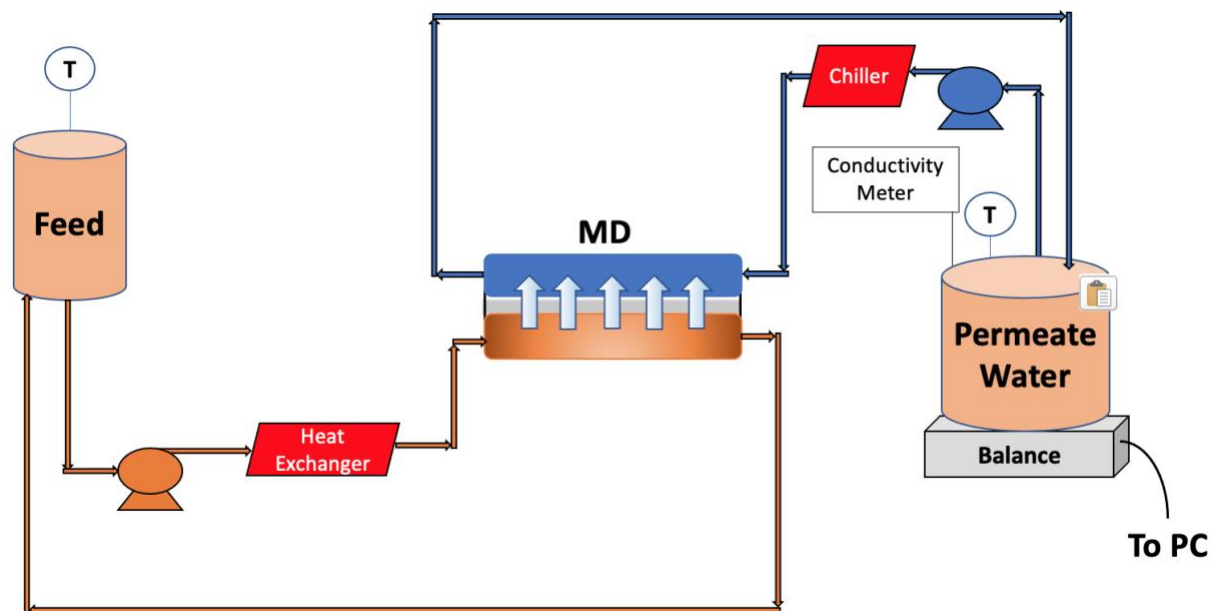 T
Feed
Chiller
Conductivity
Meter
T
MD
Permeate
Water
Heat
Exchanger
Balance
To PC